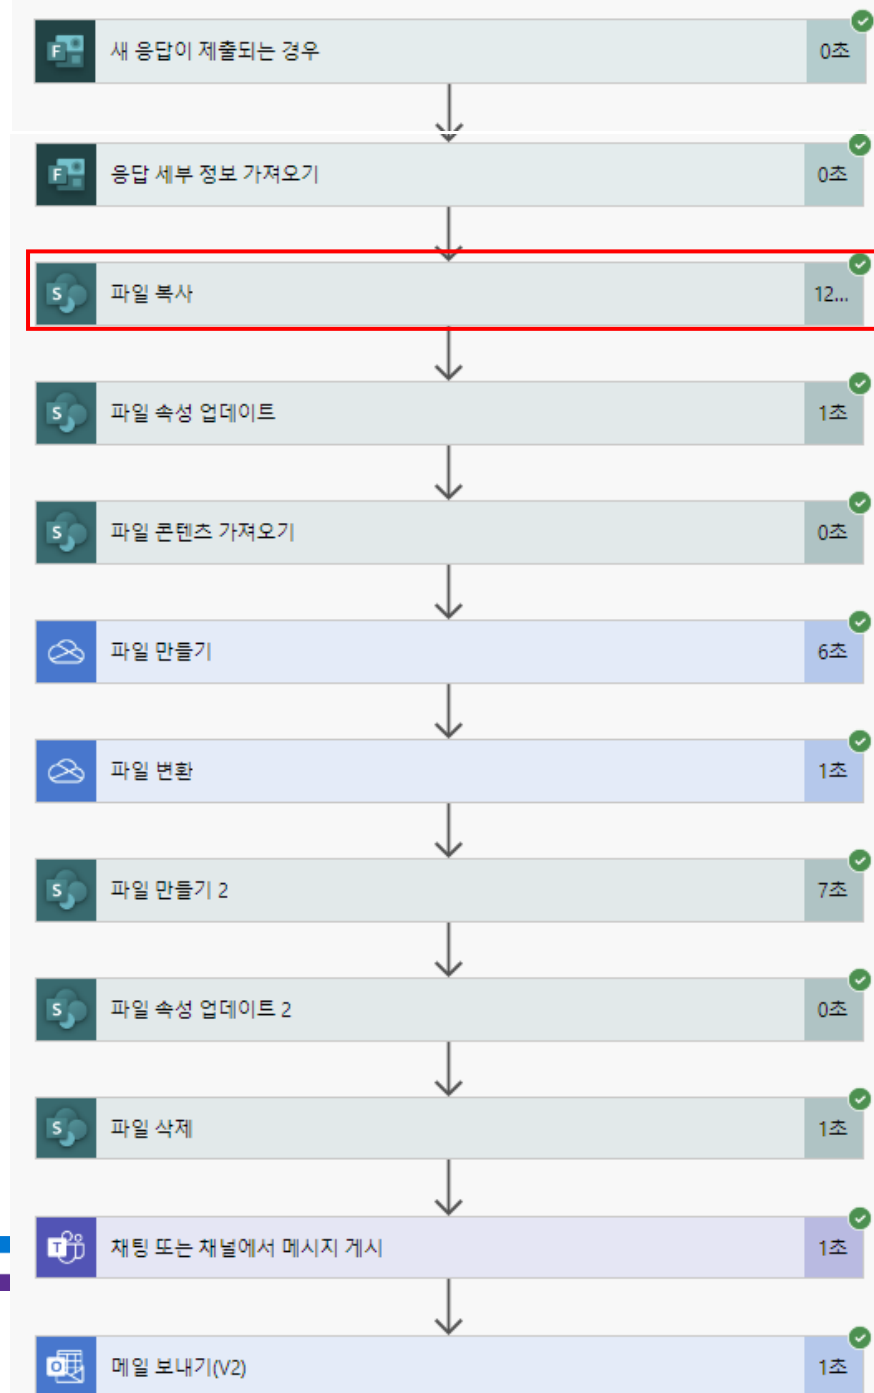 F 새 응답이 제출되는 경우 0초
F 응답 세부 정보 가져오기 0초
S 파일 복사 12...
S 파일 속성 업데이트 1초
S 파일 콘텐츠 가져오기 0초
파일 만들기 6초
파일 변환 1초
S 파일 만들기 2 7초
S 파일 속성 업데이트 2 0초
S 파일 삭제 1초
T 채팅 또는 채널에서 메시지 게시 1초
O 메일 보내기(V2) 1초